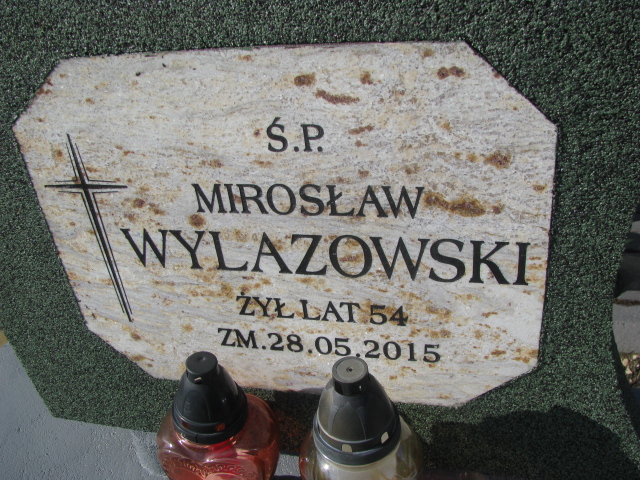 Ś.P.
MIROSŁAW
WYLAZOWSKI
ŻYŁ LAT 54
ZM.28.05.2015